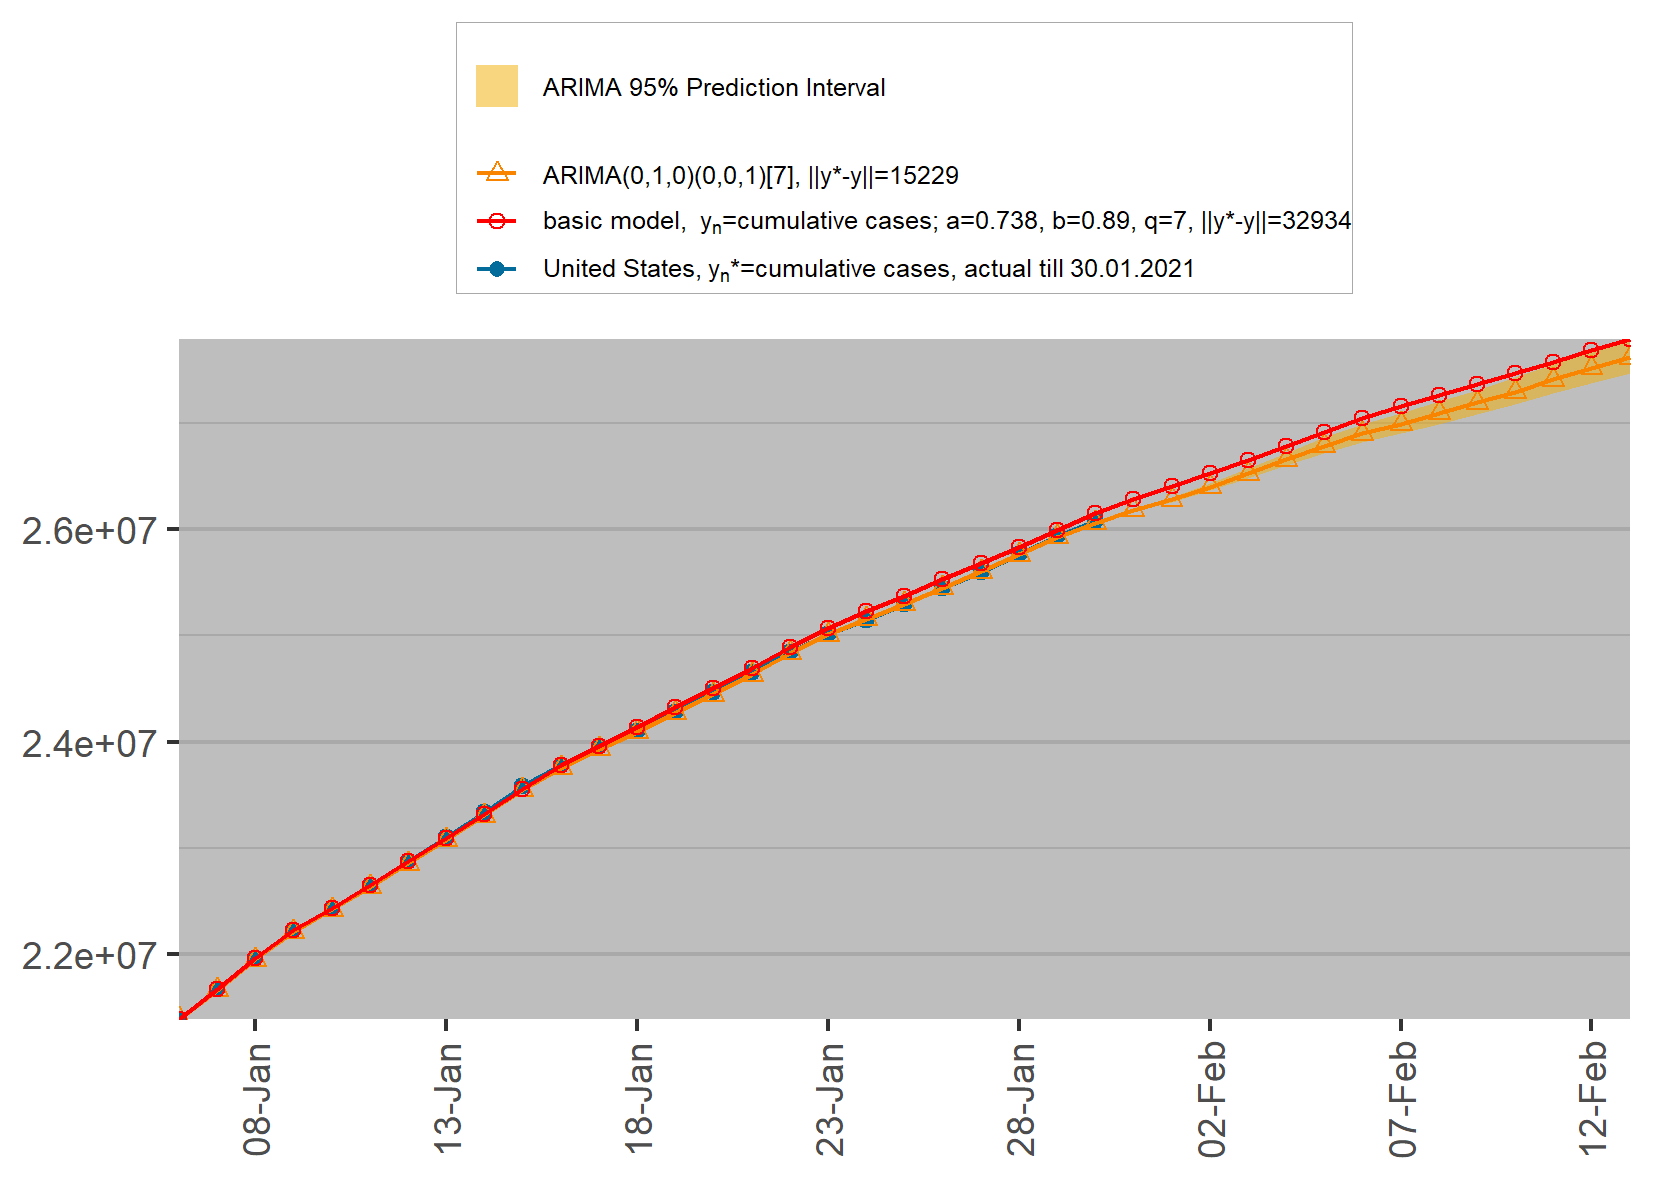 ARIMA 95% Prediction Interval
ARIMA(0,1,0)(0,0,1)[7], ||y*-y||=15229
basic model,  yn=cumulative cases; a=0.738, b=0.89, q=7, ||y*-y||=32934
United States, yn*=cumulative cases, actual till 30.01.2021
2.6e+07
2.4e+07
2.2e+07
08-Jan
13-Jan
18-Jan
23-Jan
28-Jan
02-Feb
07-Feb
12-Feb